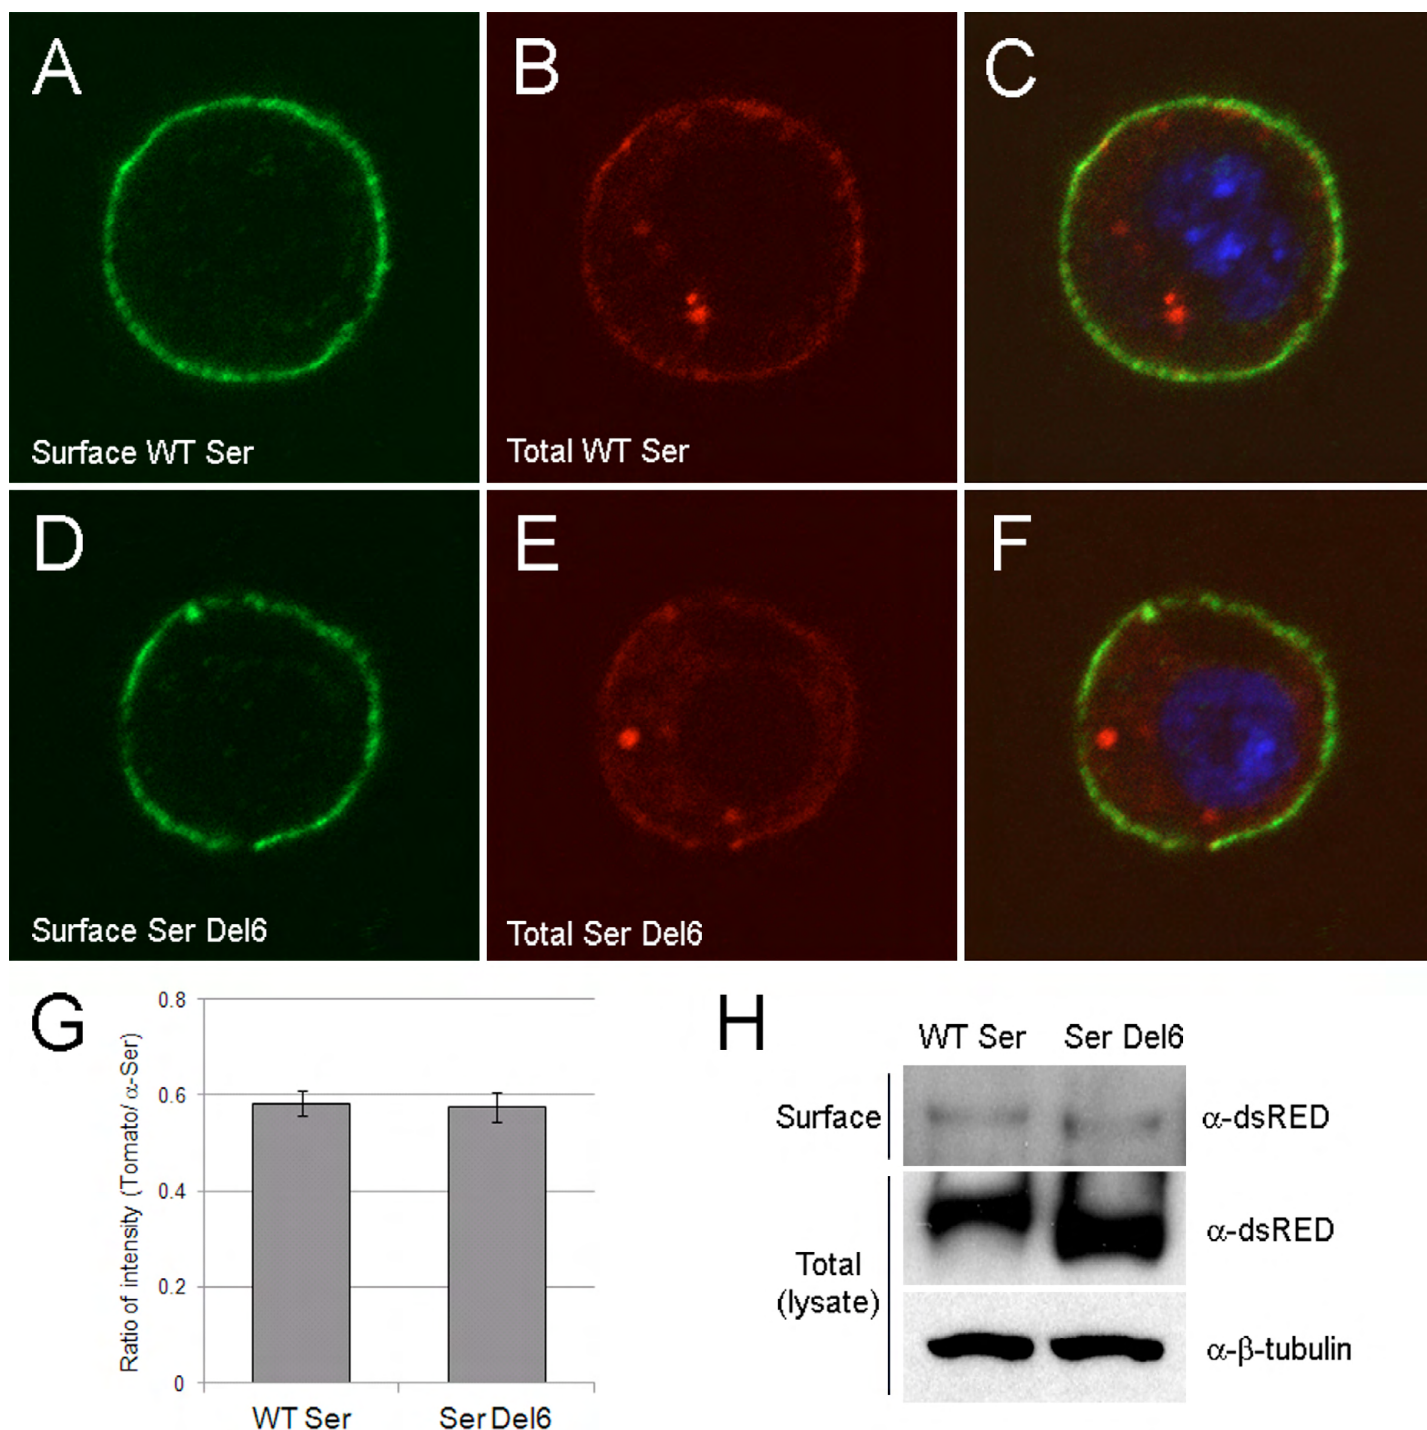 A
B
C
Surface WT Ser
Total WT Ser
D
E
F
Surface Ser Del6
Total Ser Del6
G
Ratio of intensity (Tomato/ α-Ser)
0.8
0.6
0.4
0.2
0
WT Ser
Ser Del6
H
WT Ser
Ser Del6
Surface
α-dsRED
Total
(lysate)
α-dsRED
α-β-tubulin